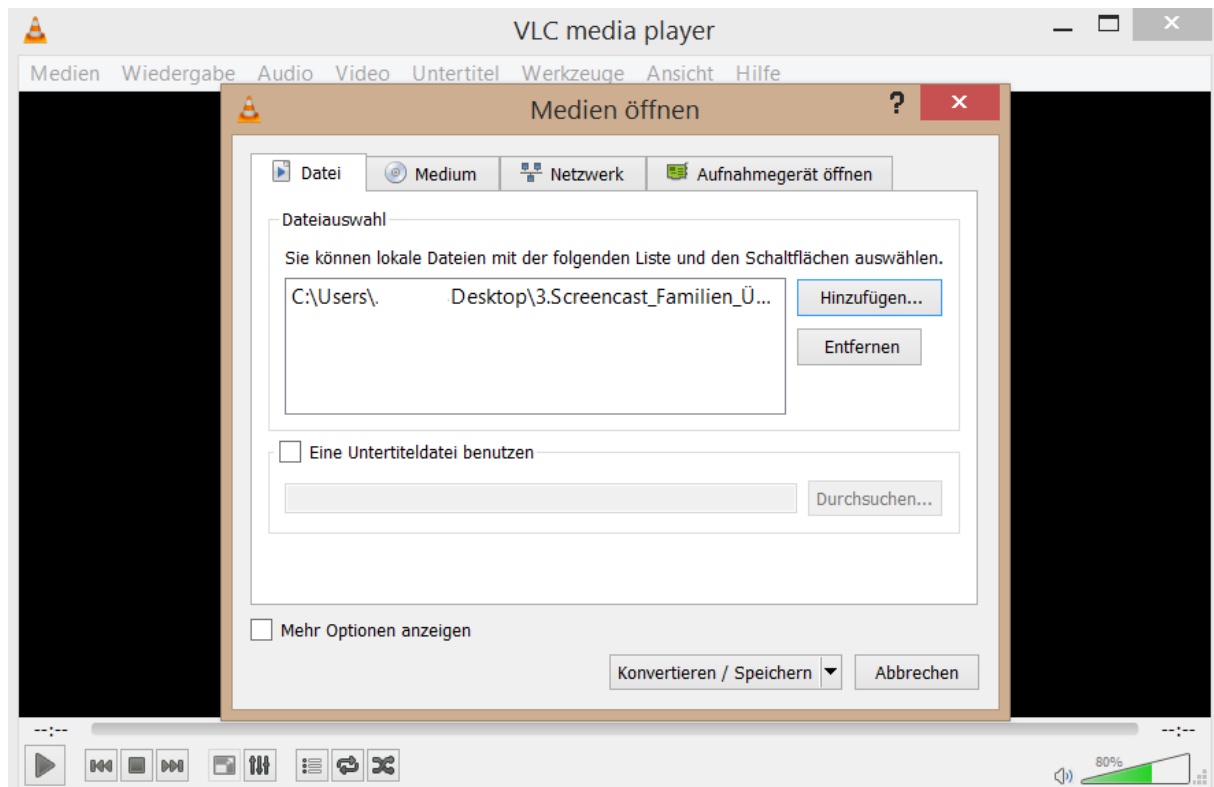 VLC media player
Medien Wiedergabe Audio Video Untertitel Werkzeuge Ansicht Hilfe
Medien öffnen
?
Datei Medium Netzwerk Aufnahmegerät öffnen
Dateiauswahl
Sie können lokale Dateien mit der folgenden Liste und den Schaltflächen auswählen.
C:\Users\. Desktop\3.Screencast_Familien_Ü... Hinzufügen...
Entfernen
Eine Untertiteldatei benutzen
Durchsuchen...
Mehr Optionen anzeigen
Konvertieren / Speichern Abbrechen
--:-- --:--
80%